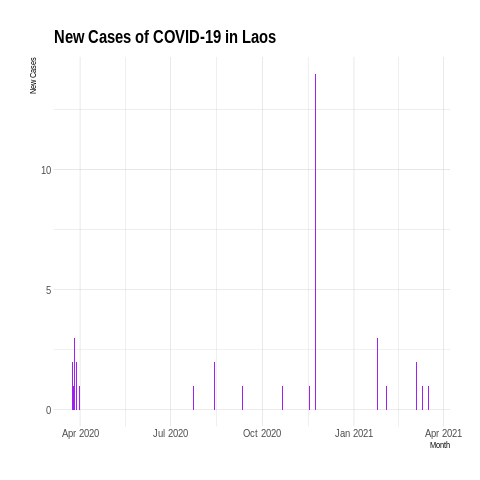 New Cases of COVID-19 in Laos
New Cases
10
5
0
Apr 2020 Jul 2020 Oct 2020 Jan 2021 Apr 2021
Month